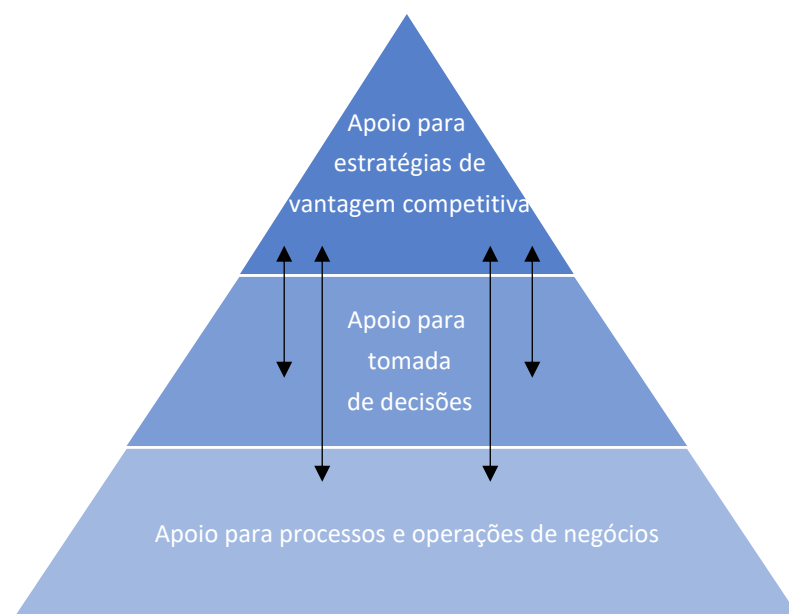 Apoio para
estratégias de
vantagem competitiva
Apoio para
tomada
de decisões
Apoio para processos e operações de negócios